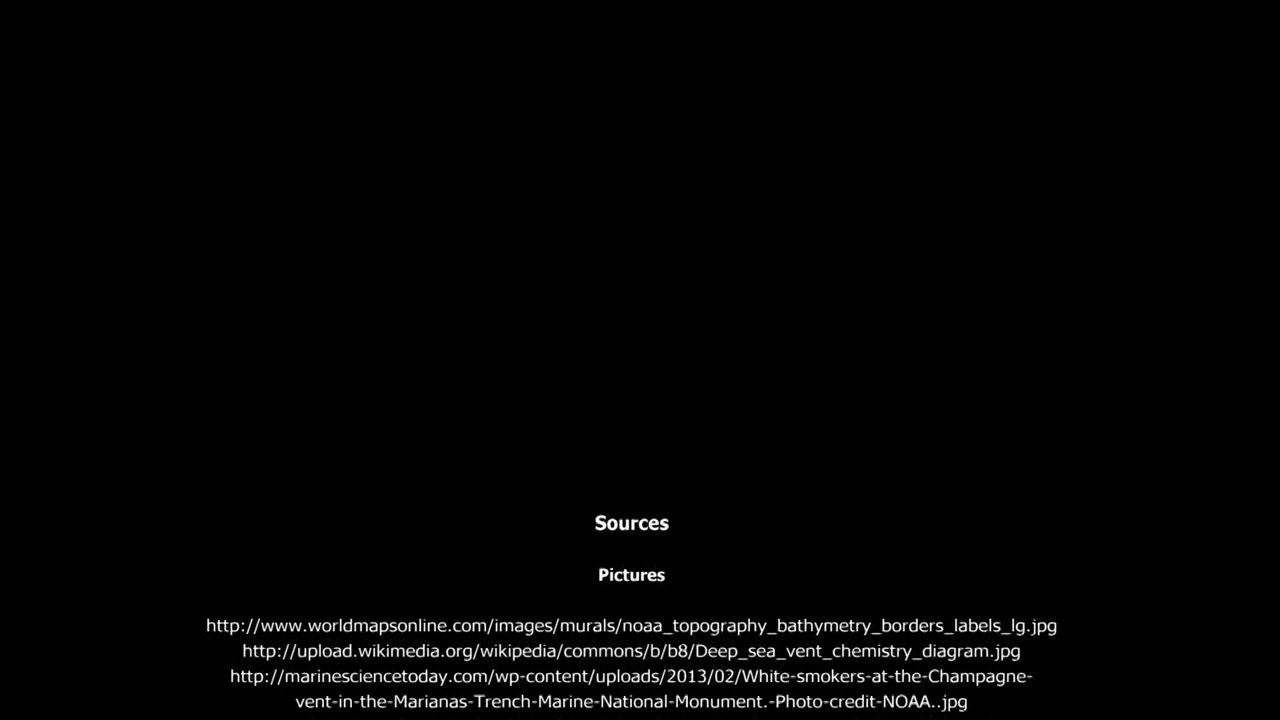 Sources
Pictures
http://www.worldmapsonline.com/images/murals/noaa_topography_bathymetry_borders_labels_lg.jpg
http://upload.wikimedia.org/wikipedia/commons/b/b8/Deep_sea_vent_chemistry_diagram.jpg
http://marinesciencetoday.com/wp-content/uploads/2013/02/White-smokers-at-the-Champagne-
vent-in-the-Marianas-Trench-Marine-National-Monument.-Photo-credit-NOAA..jpg